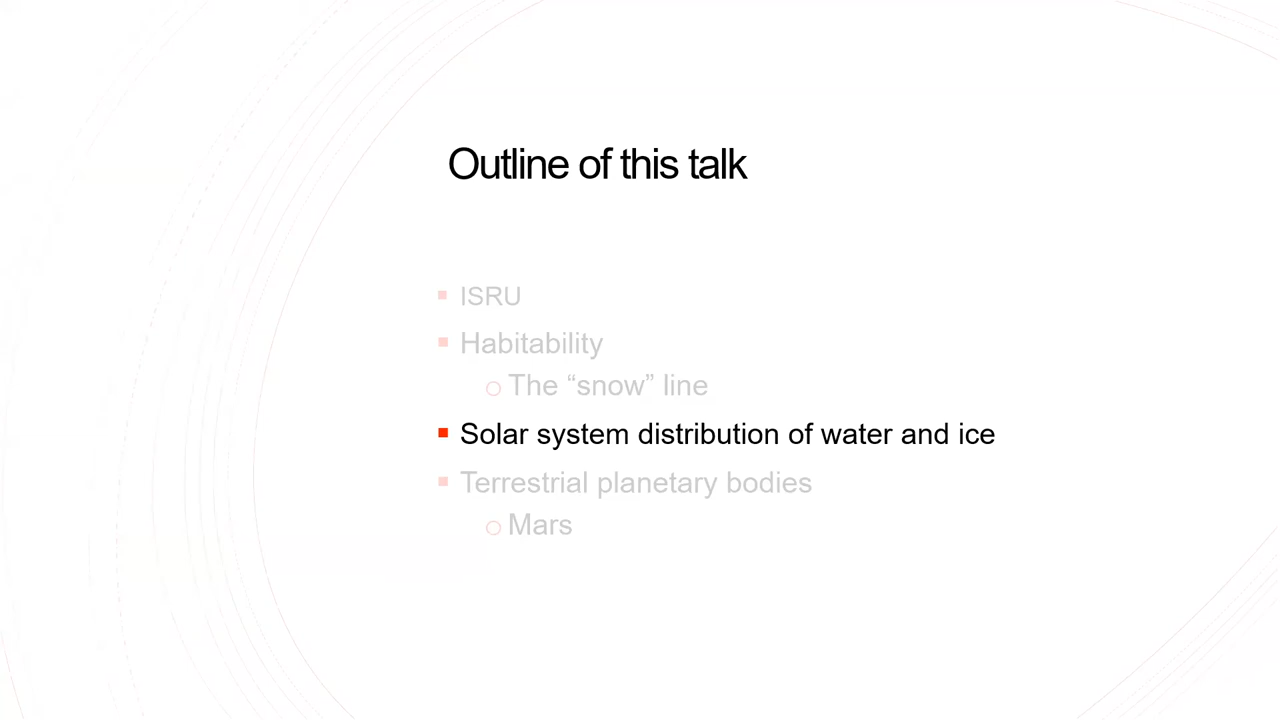 Outline of this talk
ISRU
Habitability
The “snow” line
Solar system distribution of water and ice
Terrestrial planetary bodies
Mars